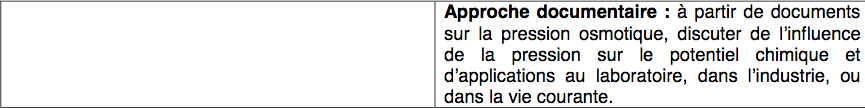 Approche documentaire : à partir de documents
sur la pression osmotique, discuter de l'influence
de la pression sur le potentiel chimique et
d'applications au laboratoire, dans l'industrie, ou
dans la vie courante.